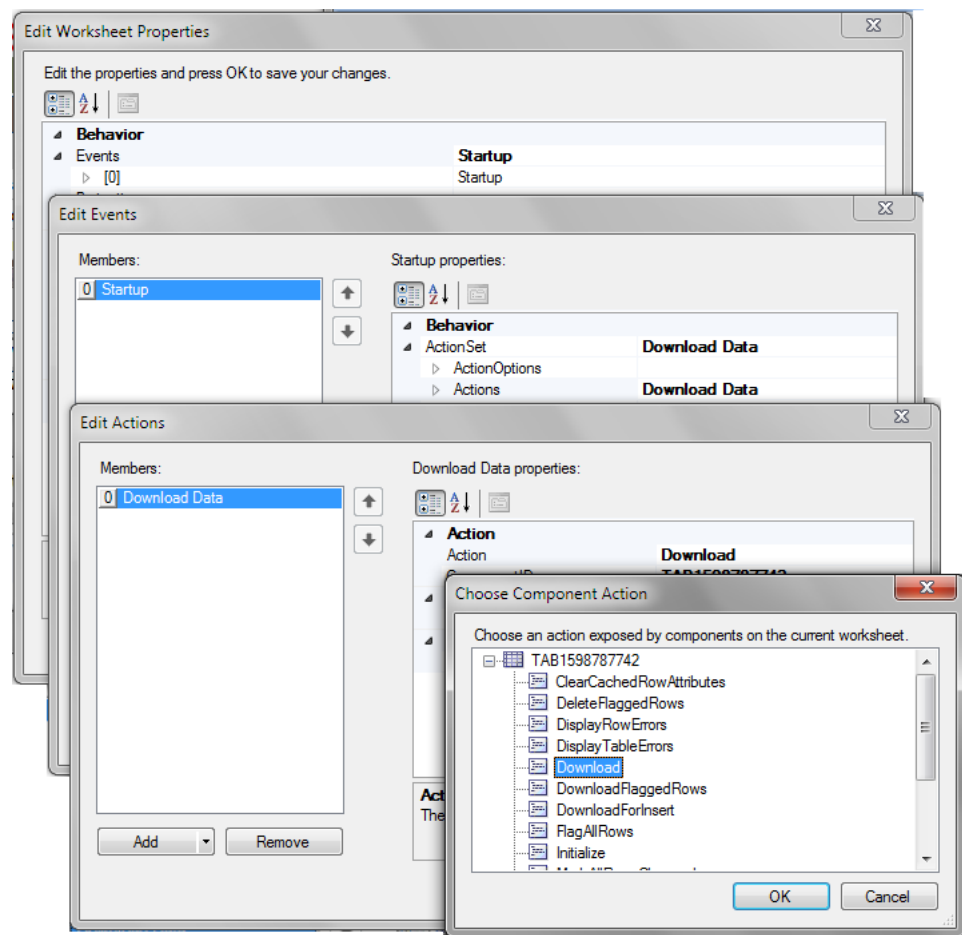 Edit Worksheet Properties
Edit the properties and press OK to save your changes.
Behavior
Events Startup
[0] Startup
Edit Events
Members:
Startup properties:
0 Startup
Behavior
ActionSet Download Data
ActionOptions
Actions Download Data
Edit Actions
Members:
Download Data properties:
0 Download Data
Action
Action Download
TAB1598787742
Choose Component Action
Choose an action exposed by components on the current worksheet.
TAB1598787742
ClearCachedRowAttributes
DeleteFlaggedRows
DisplayRowErrors
DisplayTableErrors
Download
DownloadFlaggedRows
DownloadForInsert
FlagAllRows
Initialize
Act
The
Add
Remove
OK
Cancel